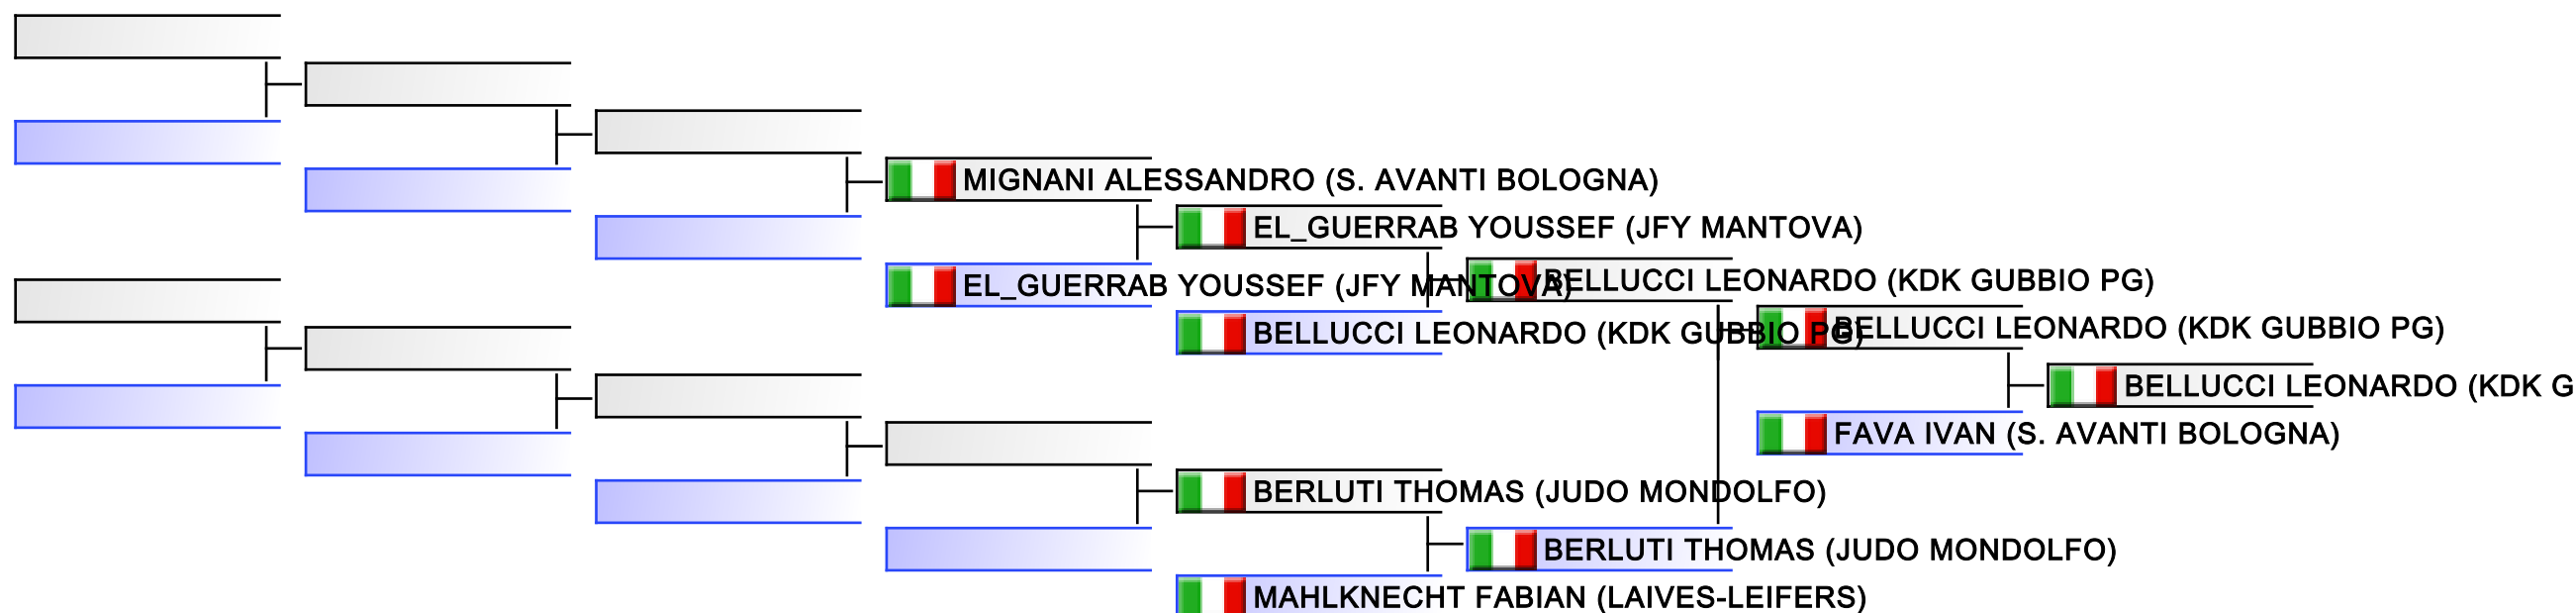 MIGNANI ALESSANDRO (S. AVANTI BOLOGNA)
EL_GUERRAB YOUSSEF (JFY MANTOVA)
EL_GUERRAB YOUSSEF (JFY MANTOVA)
BELLUCCI LEONARDO (KDK GUBBIO PG)
BELLUCCI LEONARDO (KDK GUBBIO PG)
BELLUCCI LEONARDO (KDK GUBBIO PG)
BELLUCCI LEONARDO (KDK G
FAVA IVAN (S. AVANTI BOLOGNA)
BERLUTI THOMAS (JUDO MONDOLFO)
BERLUTI THOMAS (JUDO MONDOLFO)
MAHLKNECHT FABIAN (LAIVES-LEIFERS)